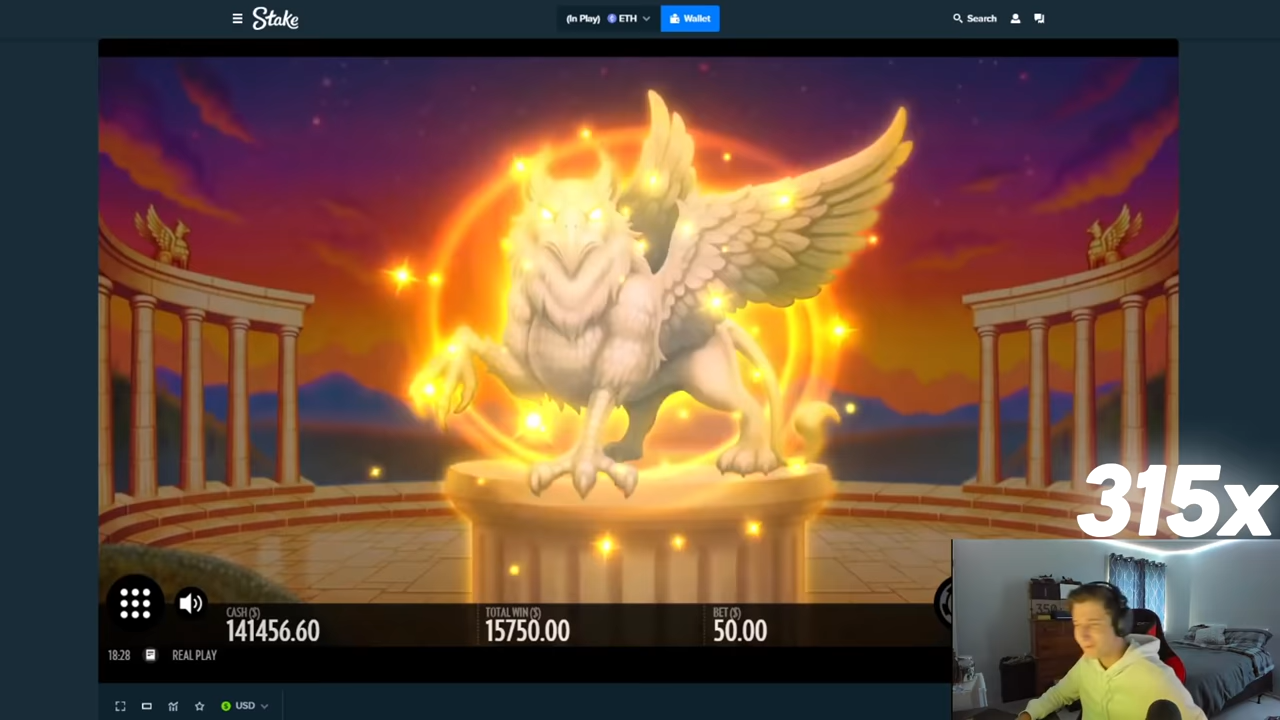 Stake
(In Play) ETH
Wallet
Search
315x
CASH ($)
141456.60
TOTAL WIN ($)
15750.00
BET ($)
50.00
18:28
REAL PLAY
USD